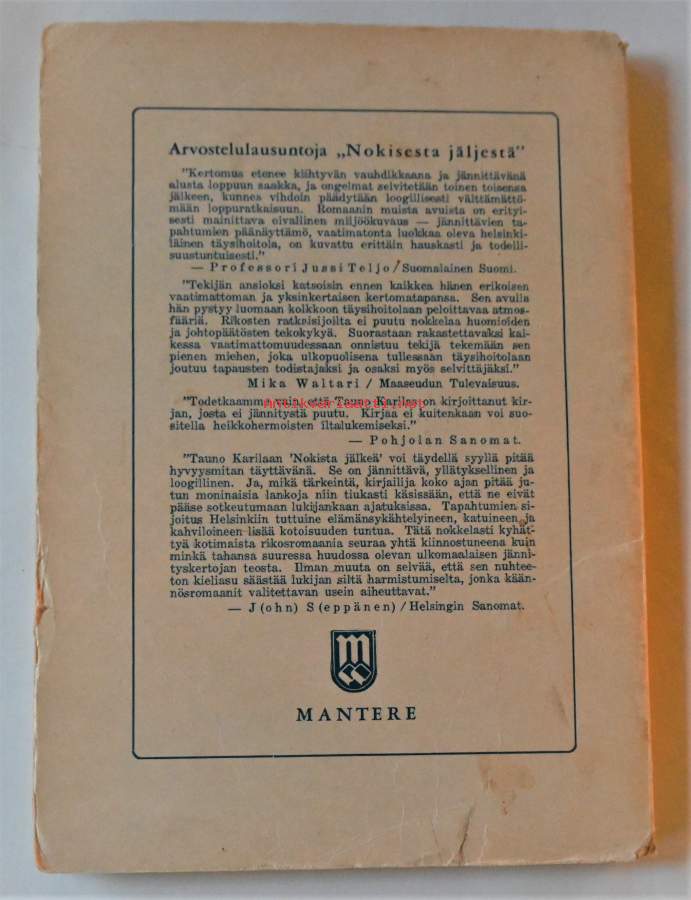 Arvostelulausuntoja „Nokisesta jäljestä”
"Kertomus etenee kiihtyvän vauhdikkaana ja jännittävänä
alusta loppuun saakka, ja ongelmat selvitetään toinen toisensa
jälkeen, kunnes vihdoin päädytään loogillisesti välttämättö-
mään loppuratkaisuun. Romaanin muista avuista on erityi-
sesti mainittava oivallinen miljöökuvaus — jännittävien ta-
pahtumien päänäyttämö, vaatimatonta luokkaa oleva helsinki-
läinen täysihoitola, on kuvattu erittäin hauskasti ja todelli-
suustuntuisesti."
— Professori Jussi Teljo / Suomalainen Suomi.
"Tekijän ansioksi katsoisin ennen kaikkea hänen erikoisen
vaatimattoman ja yksinkertaisen kertomatapansa. Sen avulla
hän pystyy luomaan kolkkoon täysihoitolaan peloittavaa atmos-
fääriä. Rikosten ratkaisijoilta ei puutu nokkelaa huomioiden
ja johtopäätösten tekokykyä. Suorastaan rakastettavaksi kai-
kessa vaatimattomuudessaan onnistuu tekijä tekemään sen
pienen miehen, joka ulkopuolisena tullessaan täysihoitolaan
joutuu tapausten todistajaksi ja osaksi myös selvittäjäksi."
Mika Waltari / Maaseudun Tulevaisuus.
"Todetkaamme vain, että Tauno Karilas on kirjoittanut kir-
jan, josta ei jännitystä puutu. Kirjaa ei kuitenkaan voi suo-
sitella heikkohermoisten iltalukemiseksi."
— Pohjolan Sanomat.
"Tauno Karilaan 'Nokista jälkeä' voi täydellä syyliä pitää
hyvyysmitan täyttävänä. Se on jännittävä, yllätyksellinen ja
loogillinen. Ja, mikä tärkeintä, kirjailija koko ajan pitää ju-
tun moninaisia lankoja niin tiukasti käsissään, että ne eivät
pääse sotkeutumaan lukijankaan ajatuksissa. Tapahtumien si-
joitus Helsinkiin tuttuine elämänsykähtelyineen, katuineen ja
kahviloineen lisää kotoisuuden tuntua. Tätä nokkelasti kyhät-
tyä kotimaista rikosromaania seuraa yhtä kiinnostuneena kuin
minkä tahansa suuressa huudossa olevan ulkomaalaisen jänni-
tyskertojan teosta. Ilman muuta on selvää, että sen nuhtee-
ton kieliasu säästää lukijan siltä harmistumiselta, jonka kään-
nösromaanit valitettavan usein aiheuttavat."
— J(ohn) S(eppänen) / Helsingin Sanomat.
M
MANTERE
Antikvariaatti.net